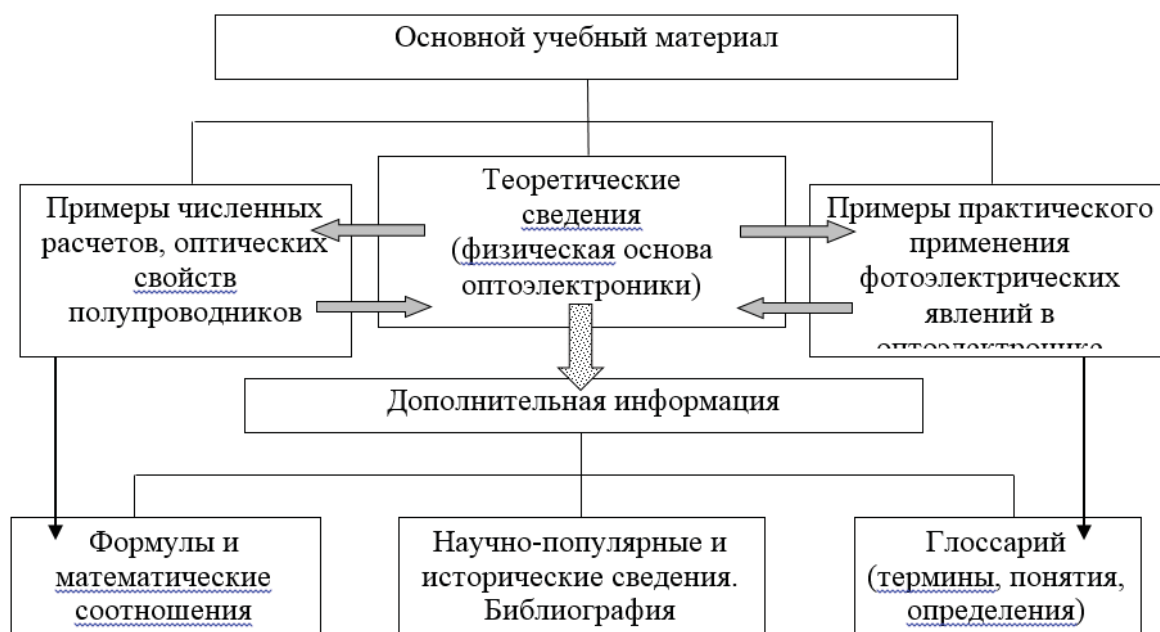 Основной учебный материал
Примеры численных
расчетов, оптических
свойств
полупроводников
Теоретические
сведения
(физическая основа
оптоэлектроники)
Примеры практического
применения
фотоэлектрических
явлений в
оптоэлектронике
Дополнительная информация
Формулы и
математические
соотношения
Научно-популярные и
исторические сведения.
Библиография
Глоссарий
(термины, понятия,
определения)